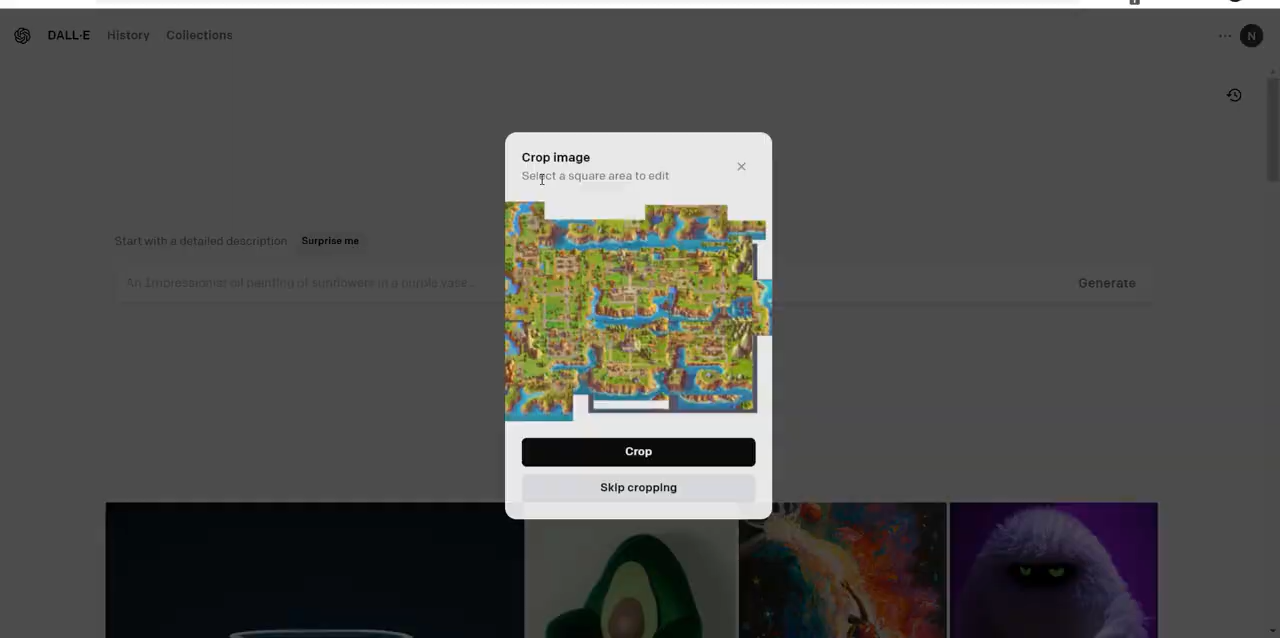 DALL·E History Collections
N
Crop image
Select a square area to edit
Start with a detailed description Surprise me
An Impressionist oil painting of sunflowers in a purple vase...
Generate
Crop
Skip cropping